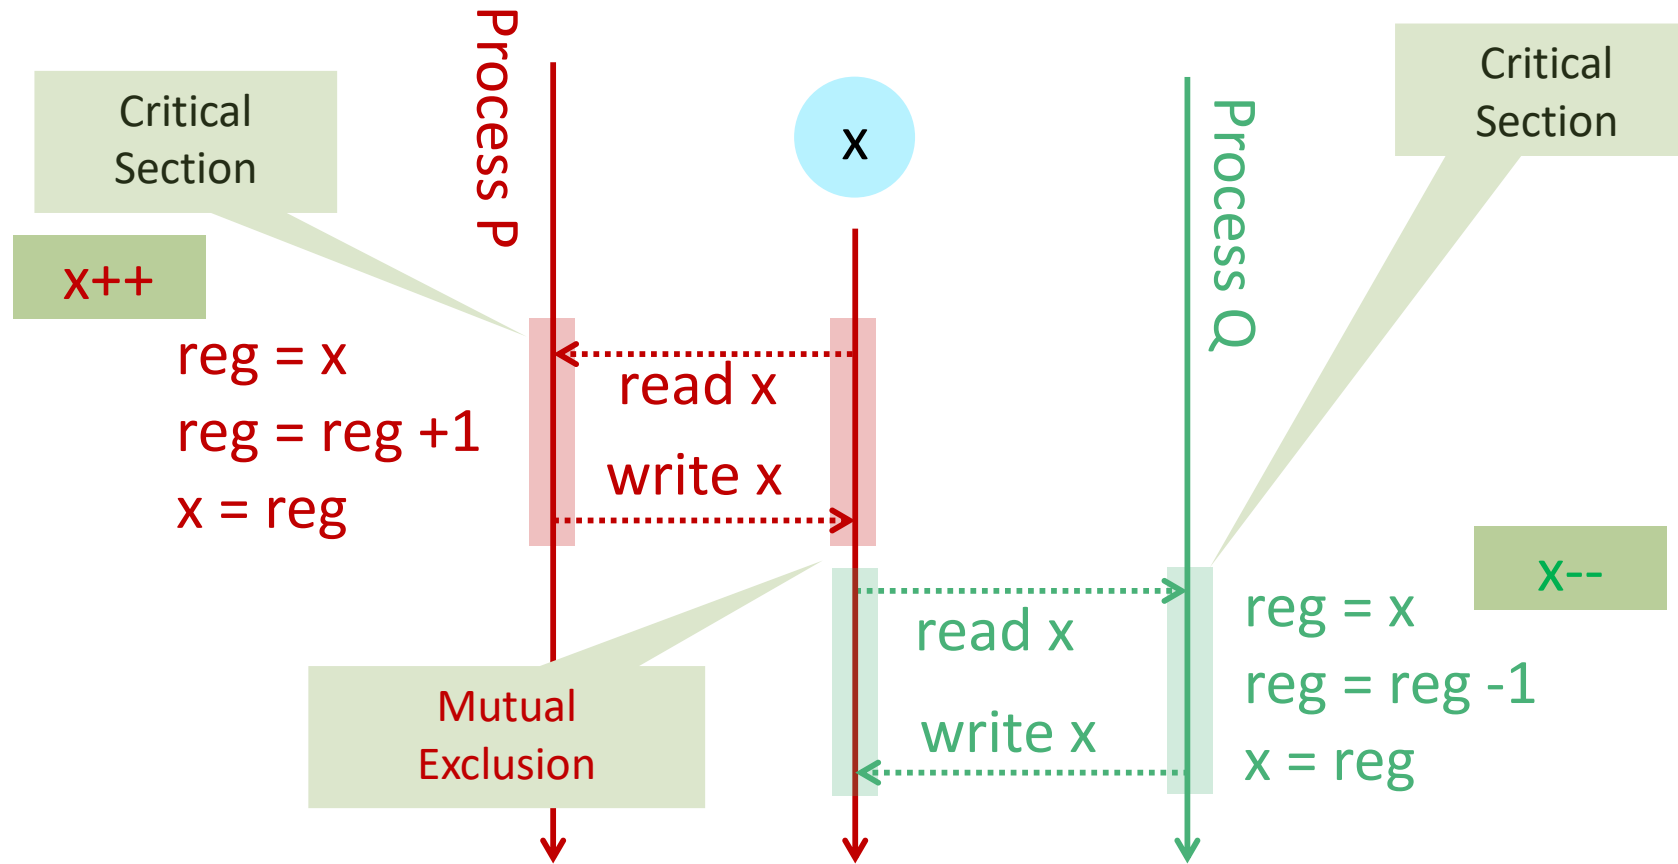 Process P
Critical
Section
x++
reg = x
reg = reg +1
x = reg
x
read x
write x
Mutual
Exclusion
Process Q
Critical
Section
read x
write x
x--
reg = x
reg = reg -1
x = reg